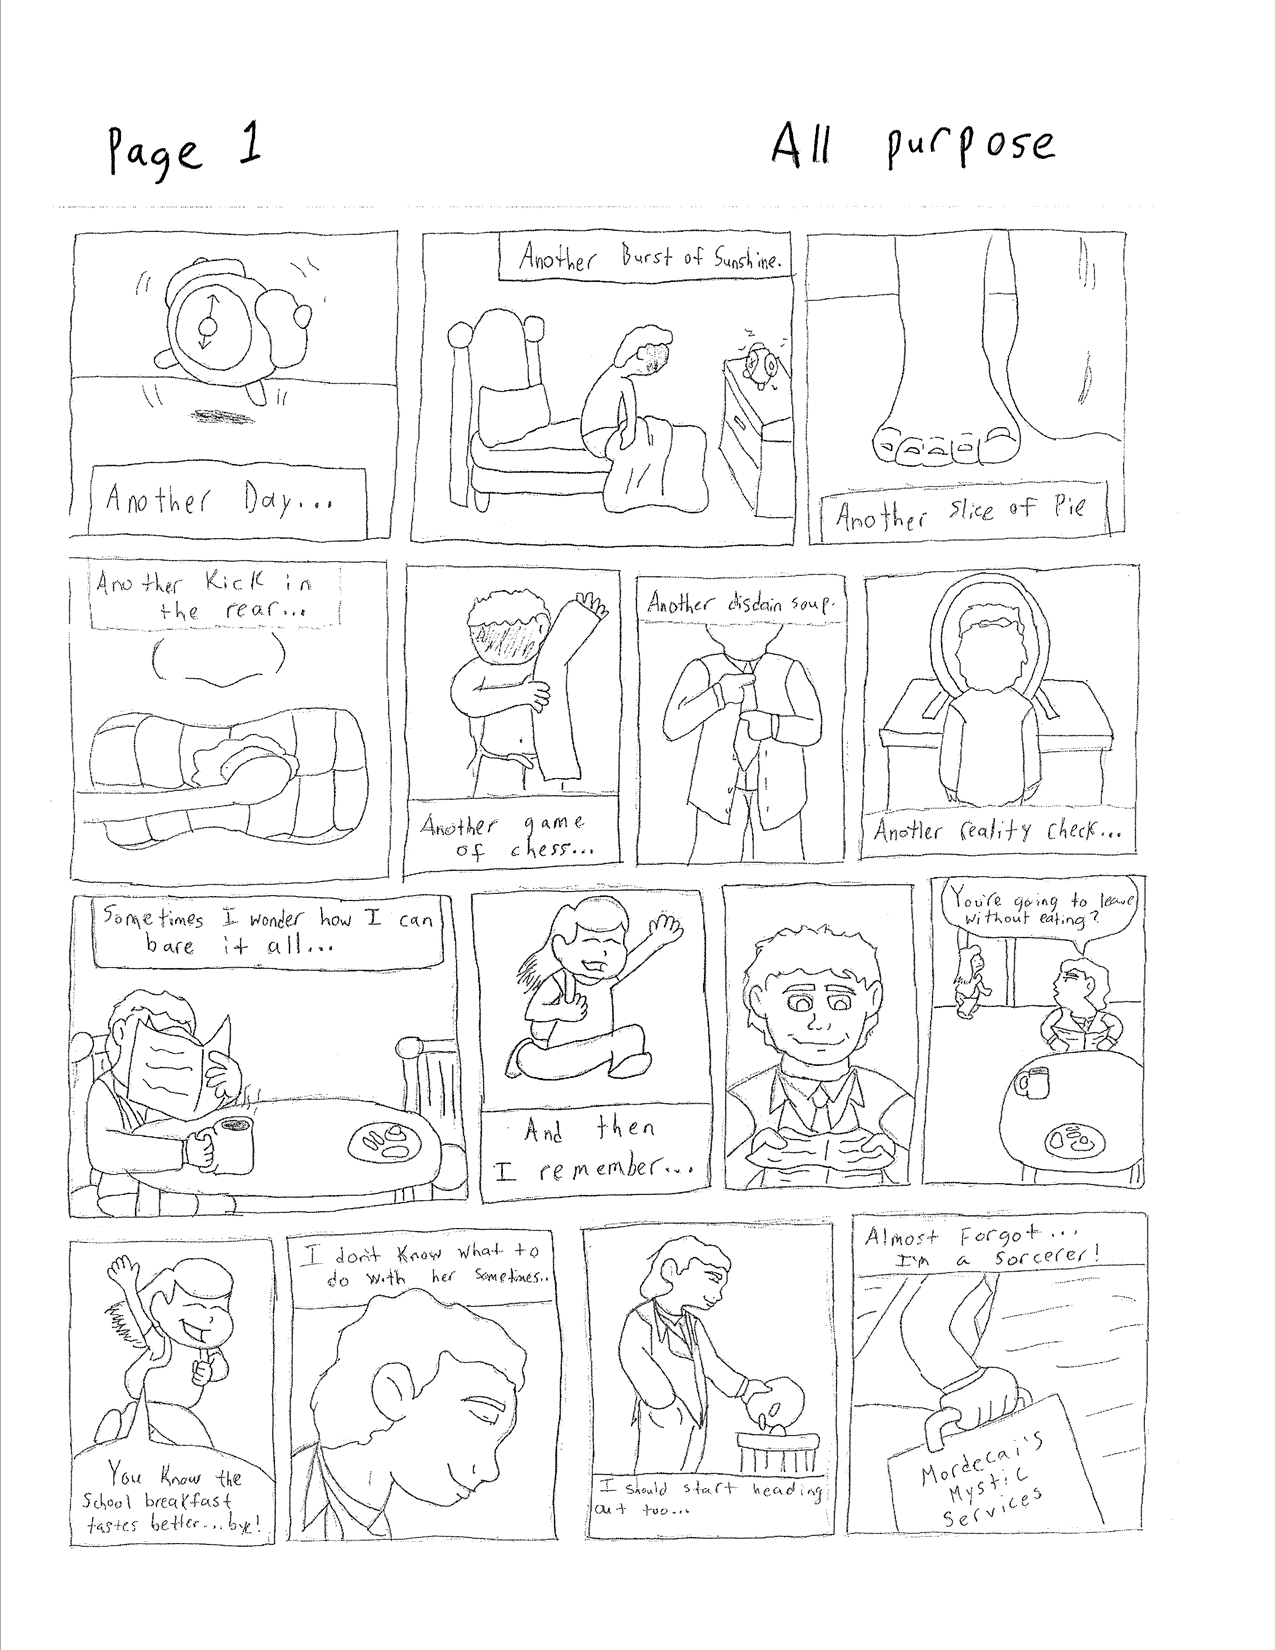 Page 1
All purpose
Another Day...
Another Burst of Sunshine.
Another slice of Pie
Another Kick in
the rear...
Another game
of chess...
Another disdain soup.
Another reality check...
Sometimes I wonder how I can
bare it all...
And then
I remember...
You're going to leave
without eating?
You know the
School breakfast
tastes better...bye!
I don't know what to
do with her sometimes..
I should start heading
out too...
Almost Forgot...
I'm a Sorcerer!
Mordecai's
Mystic
Services